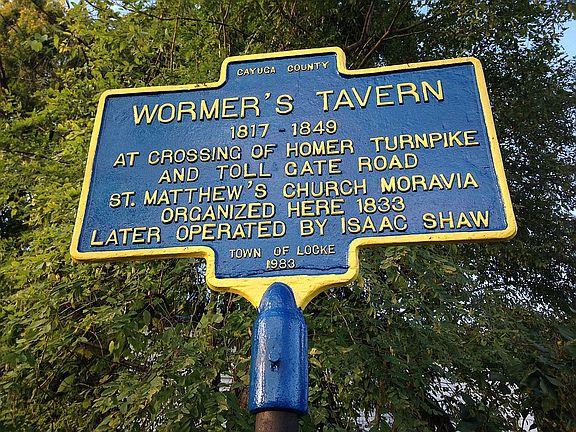 CAYUGA COUNTY
WORMER'S TAVERN
1817 - 1849
AT CROSSING OF HOMER TURNPIKE
AND TOLL GATE ROAD
ST. MATTHEW'S CHURCH MORAVIA
ORGANIZED HERE 1833
LATER OPERATED BY ISAAC SHAW
TOWN OF LOCKE
1983